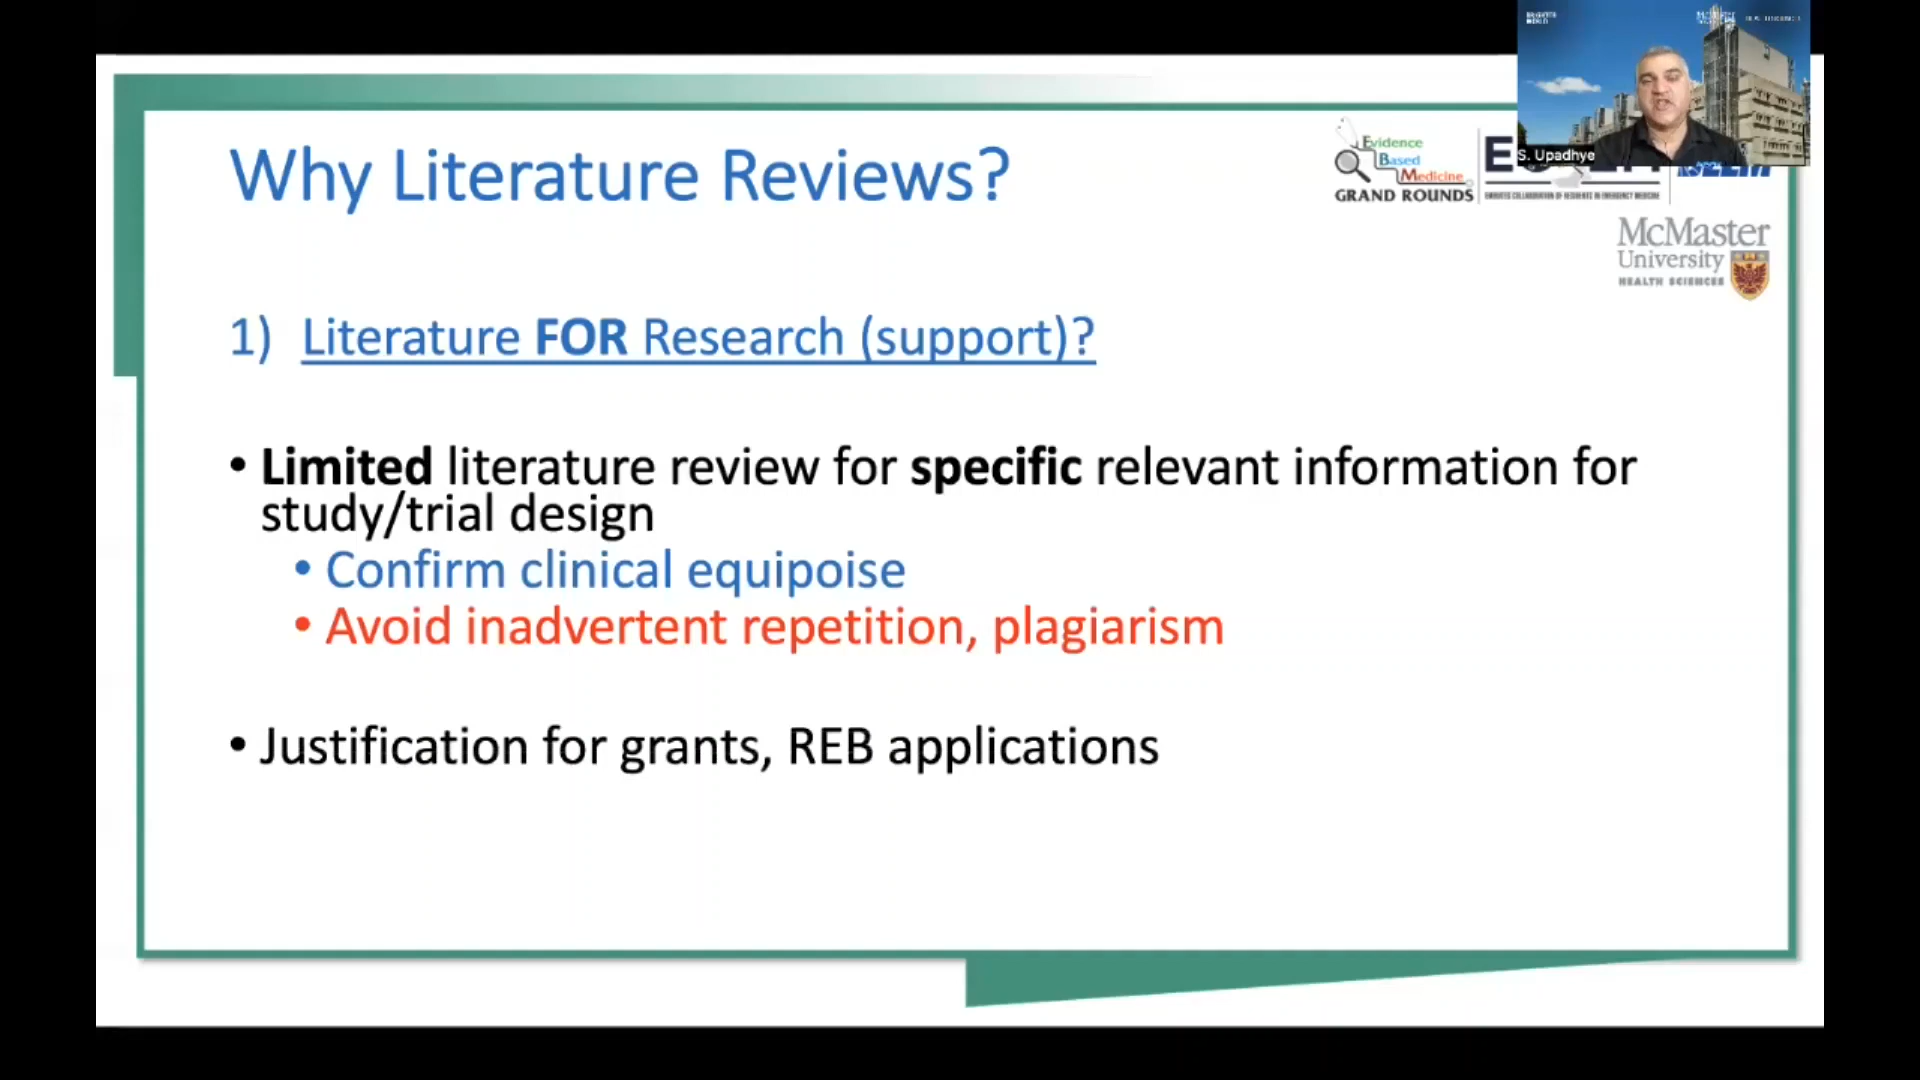 Why Literature Reviews?
Evidence
Based
Medicine
GRAND ROUNDS
S. Upadhye
McMaster
University
HEALTH SCIENCES
1) Literature FOR Research (support)?
• Limited literature review for specific relevant information for
study/trial design
• Confirm clinical equipoise
• Avoid inadvertent repetition, plagiarism
• Justification for grants, REB applications